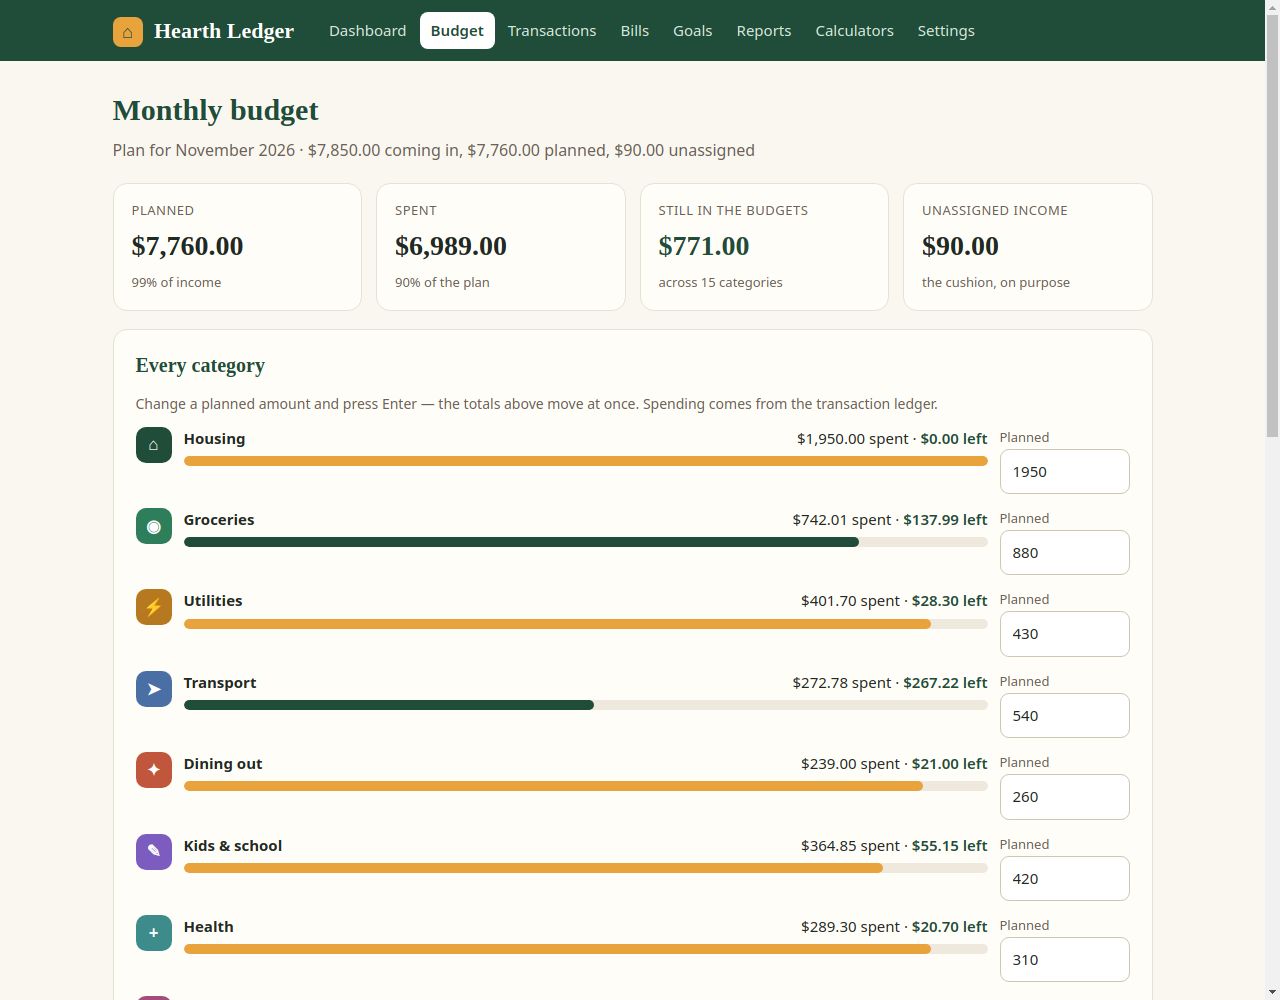 Hearth Ledger Dashboard Budget Transactions Bills Goals Reports Calculators Settings
Monthly budget
Plan for November 2026 · $7,850.00 coming in, $7,760.00 planned, $90.00 unassigned
PLANNED
$7,760.00
99% of income
SPENT
$6,989.00
90% of the plan
STILL IN THE BUDGETS
$771.00
across 15 categories
UNASSIGNED INCOME
$90.00
the cushion, on purpose
Every category
Change a planned amount and press Enter — the totals above move at once. Spending comes from the transaction ledger.
Housing $1,950.00 spent · $0.00 left Planned
1950
Groceries $742.01 spent · $137.99 left Planned
880
Utilities $401.70 spent · $28.30 left Planned
430
Transport $272.78 spent · $267.22 left Planned
540
Dining out $239.00 spent · $21.00 left Planned
260
Kids & school $364.85 spent · $55.15 left Planned
420
Health $289.30 spent · $20.70 left Planned
310